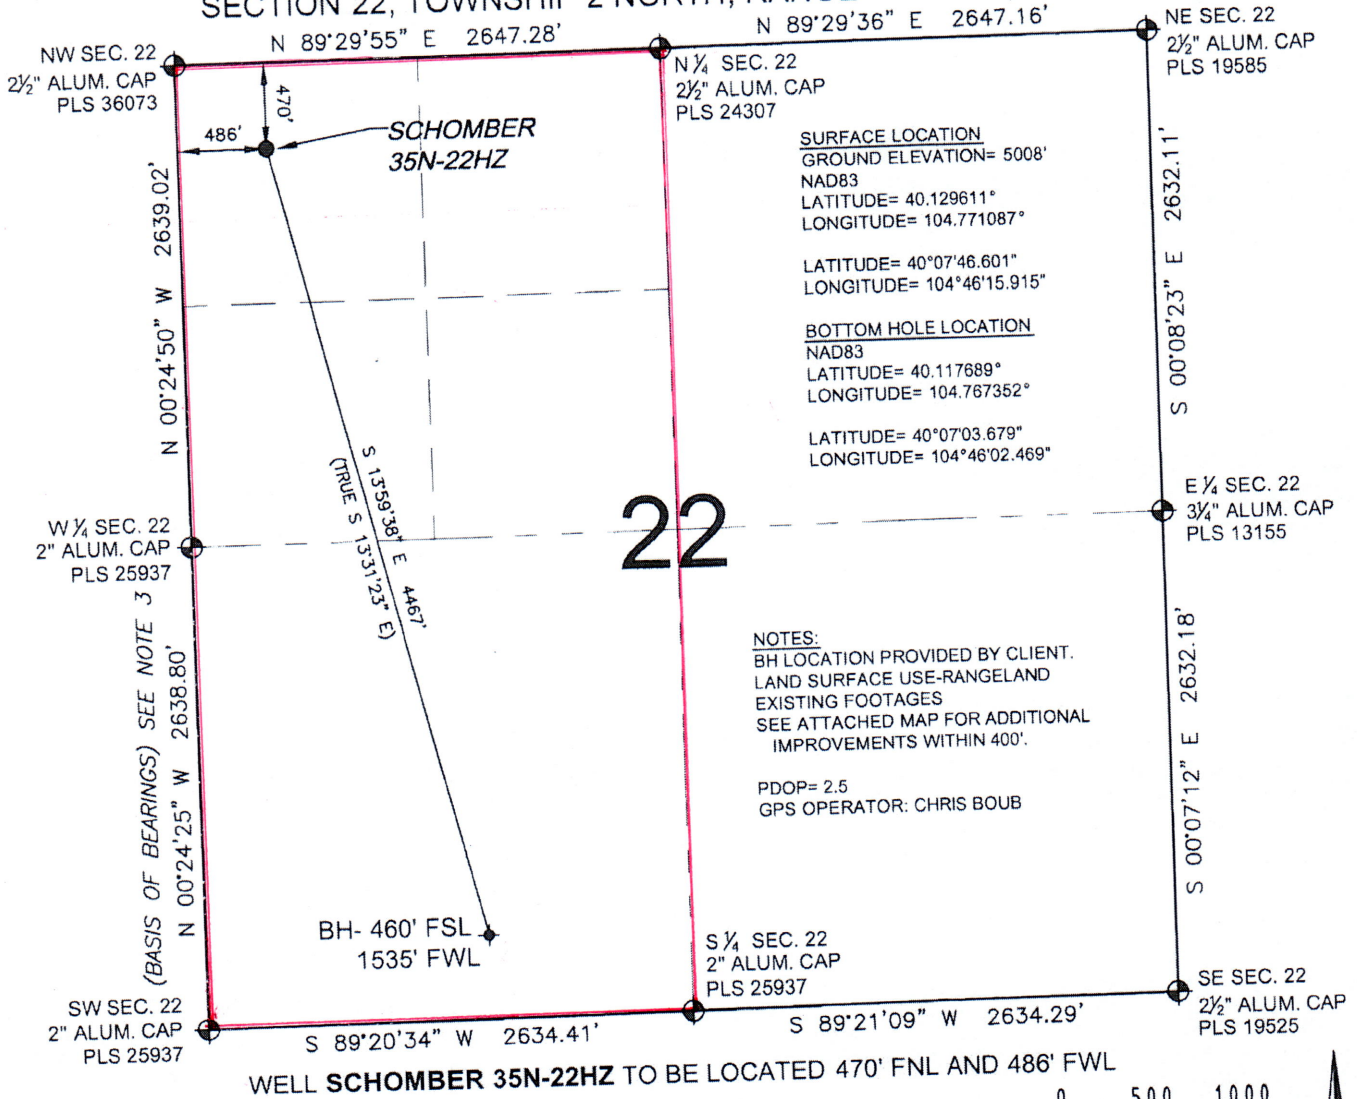 SECTION 22, TOWNSHIP 2 NORTH, RANGE
N 89°29'55" E 2647.28'
N 89°29'36" E 2647.16'
NW SEC. 22
2½" ALUM. CAP
PLS 36073
N ¼ SEC. 22
2½" ALUM. CAP
PLS 24307
NE SEC. 22
2½" ALUM. CAP
PLS 19585
470'
486'
SCHOMBER
35N-22HZ
SURFACE LOCATION
GROUND ELEVATION= 5008'
NAD83
LATITUDE= 40.129611°
LONGITUDE= 104.771087°
LATITUDE= 40°07'46.601"
LONGITUDE= 104°46'15.915"
BOTTOM HOLE LOCATION
NAD83
LATITUDE= 40.117689°
LONGITUDE= 104.767352°
LATITUDE= 40°07'03.679"
LONGITUDE= 104°46'02.469"
N 00°24'50" W 2639.02'
S 00°08'23" E 2632.11'
S 13°59'38" E 4467'
(TRUE S 13°31'23" E)
22
W ¼ SEC. 22
2" ALUM. CAP
PLS 25937
E ¼ SEC. 22
3¼" ALUM. CAP
PLS 13155
(BASIS OF BEARINGS) SEE NOTE 3
N 00°24'25" W 2638.80'
S 00°07'12" E 2632.18'
NOTES:
BH LOCATION PROVIDED BY CLIENT.
LAND SURFACE USE-RANGELAND
EXISTING FOOTAGES
SEE ATTACHED MAP FOR ADDITIONAL
IMPROVEMENTS WITHIN 400'.
PDOP= 2.5
GPS OPERATOR: CHRIS BOUB
BH- 460' FSL
1535' FWL
SW SEC. 22
2" ALUM. CAP
PLS 25937
S ¼ SEC. 22
2" ALUM. CAP
PLS 25937
SE SEC. 22
2½" ALUM. CAP
PLS 19525
S 89°20'34" W 2634.41'
S 89°21'09" W 2634.29'
WELL SCHOMBER 35N-22HZ TO BE LOCATED 470' FNL AND 486' FWL
0 500 1000